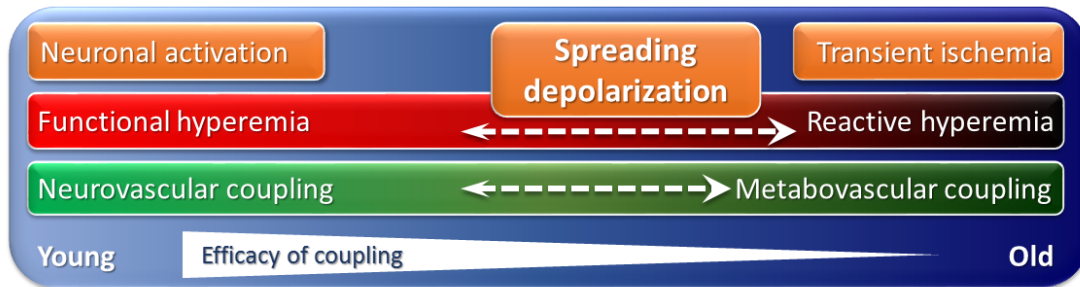 Neuronal activation
Spreading
depolarization
Transient ischemia
Functional hyperemia
Reactive hyperemia
Neurovascular coupling
Metabovascular coupling
Young
Efficacy of coupling
Old